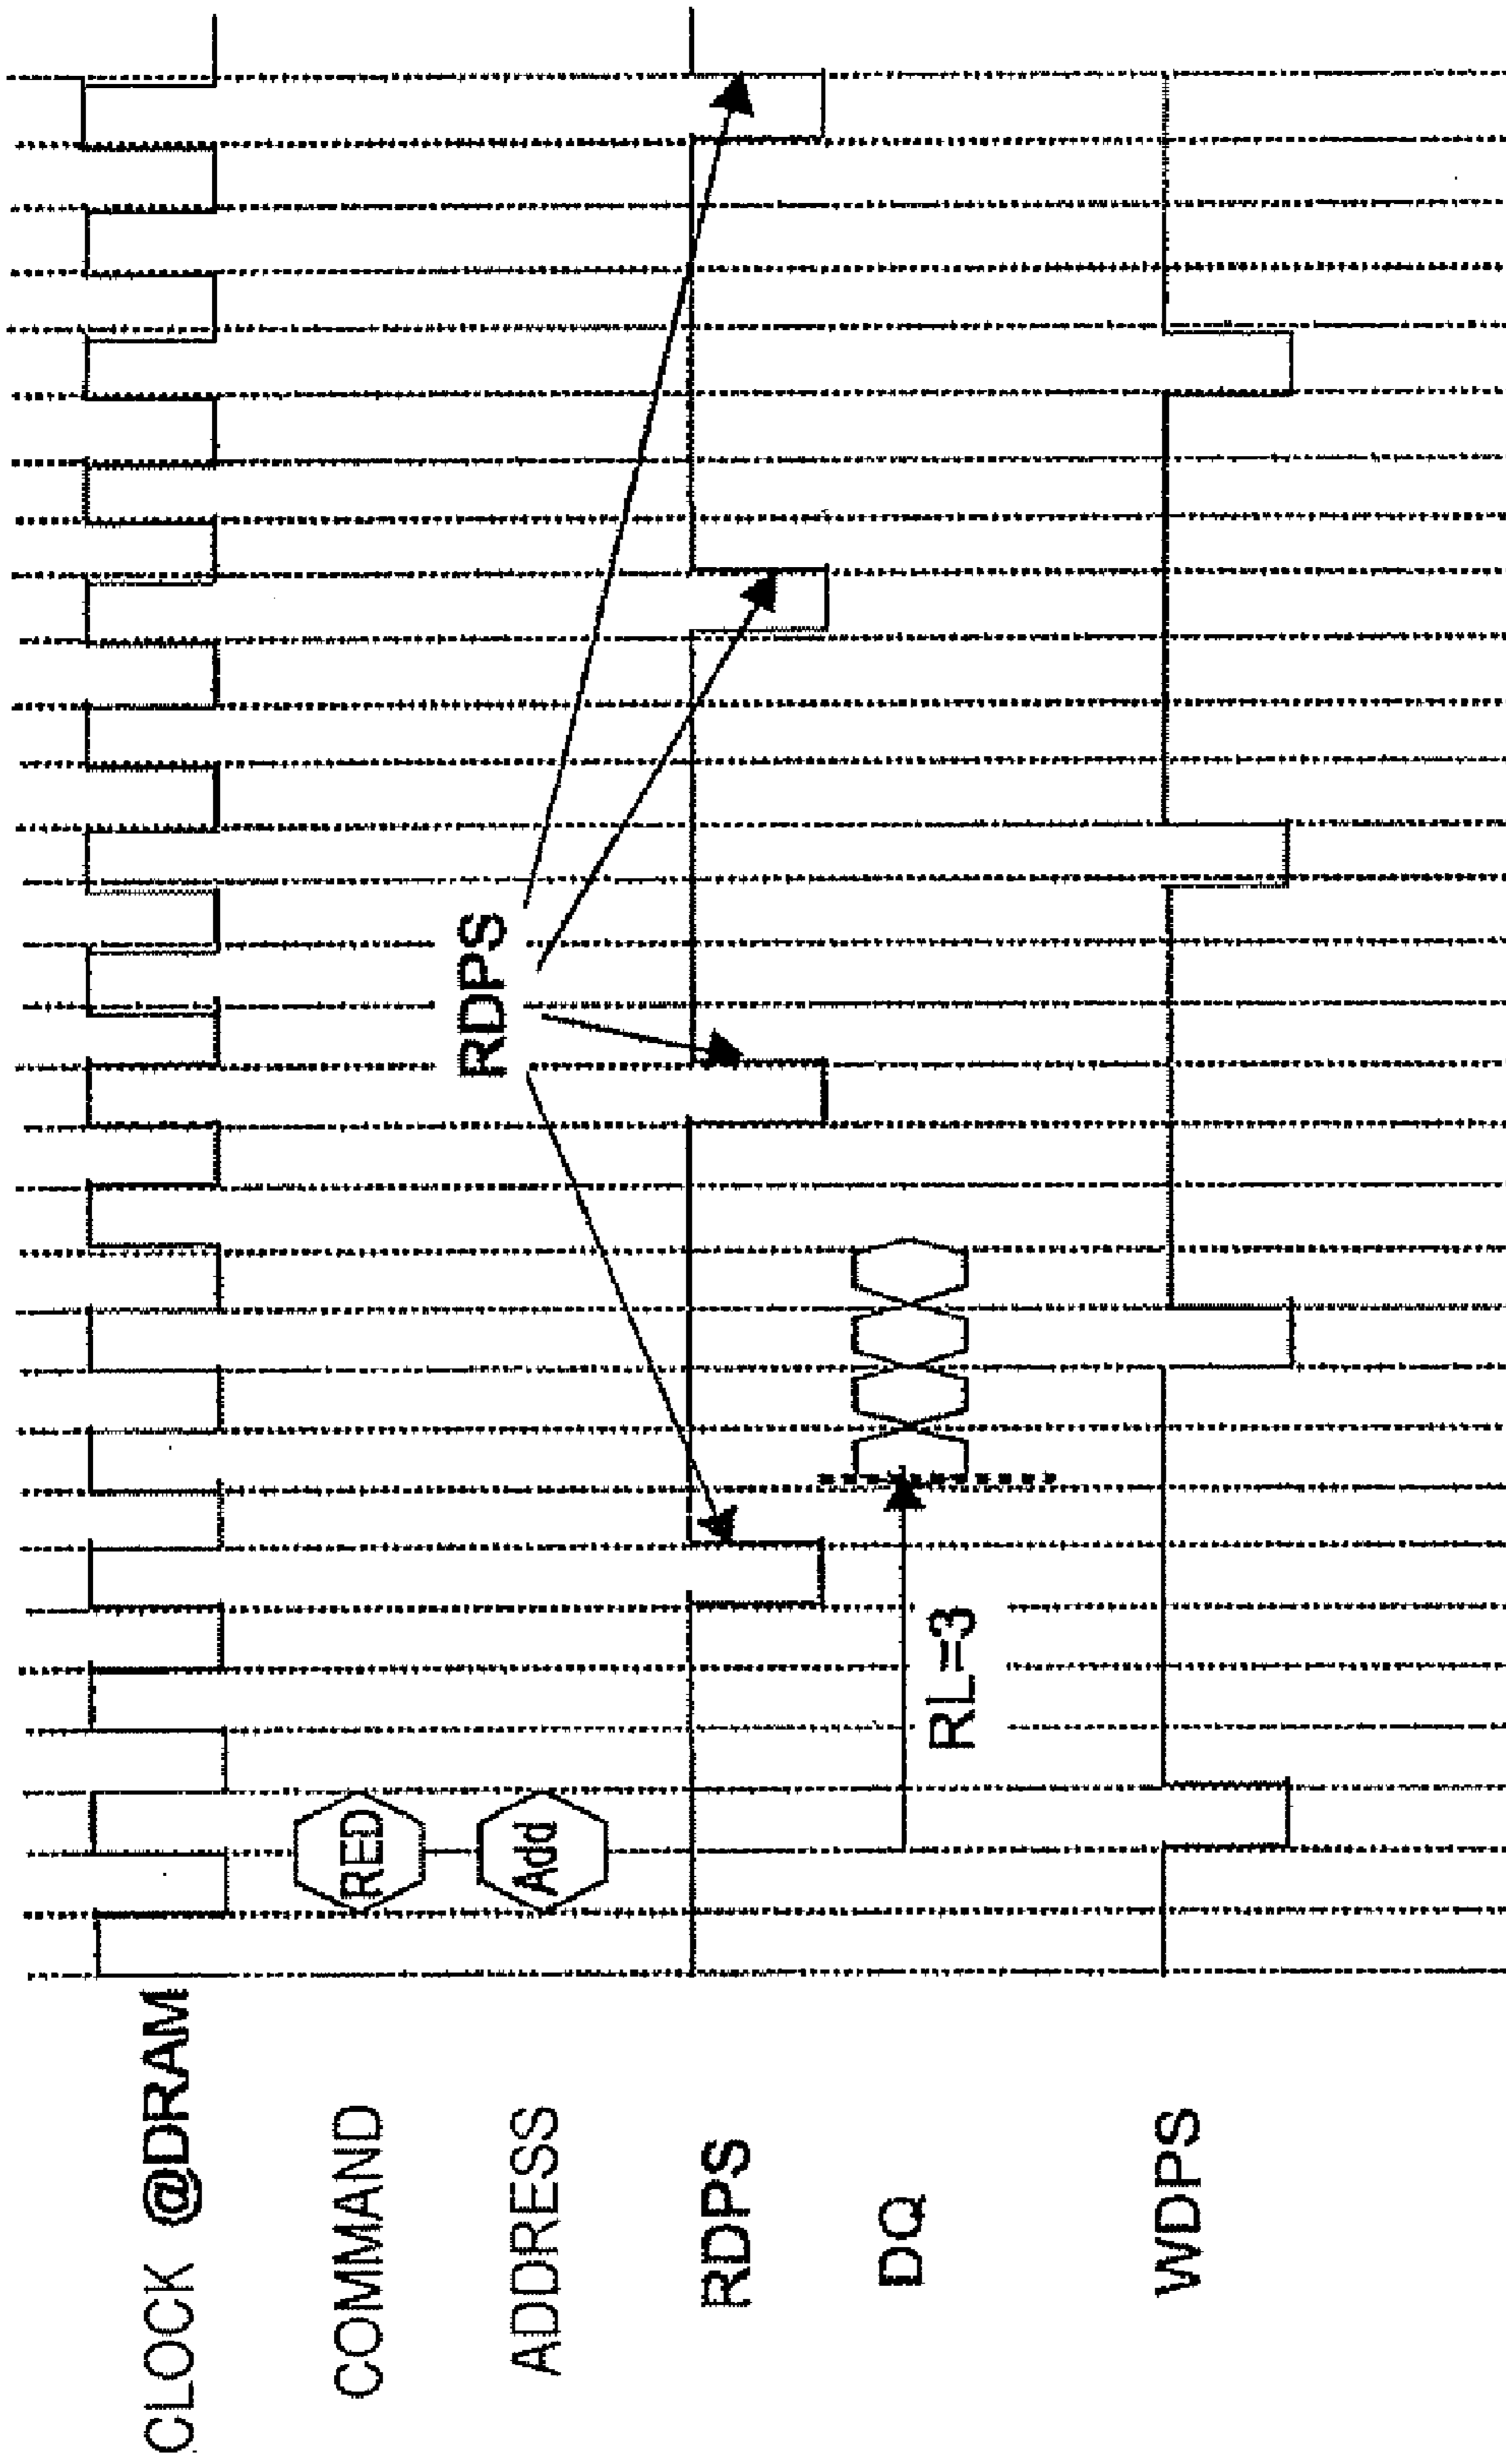 CLOCK @DRAM
COMMAND
RED
ADDRESS
Add
RDPS
RDPS
DQ
RL=3
WDPS